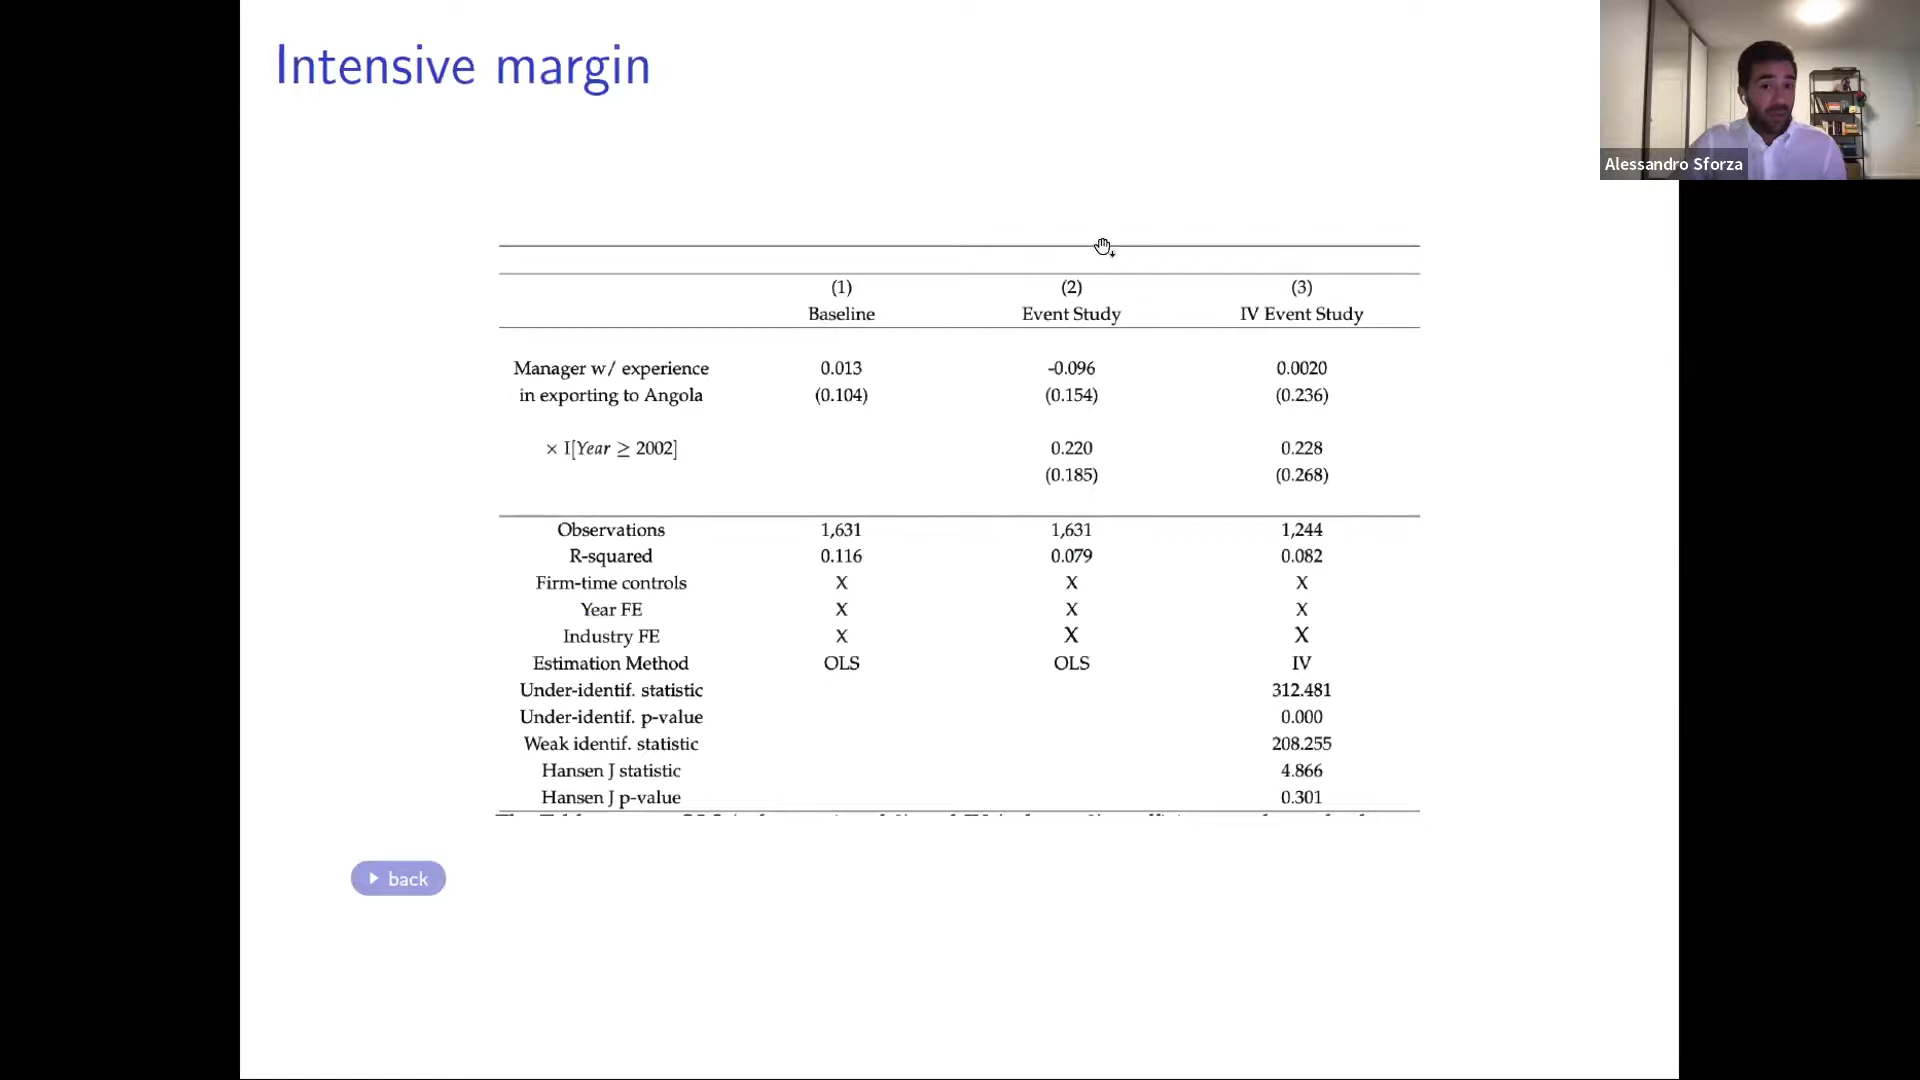 Intensive margin
Alessandro Sforza
(1) (2) (3)
Baseline Event Study IV Event Study
Manager w/ experience 0.013 -0.096 0.0020
in exporting to Angola (0.104) (0.154) (0.236)
× I[Year ≥ 2002] 0.220 0.228
(0.185) (0.268)
Observations 1,631 1,631 1,244
R-squared 0.116 0.079 0.082
Firm-time controls X X X
Year FE X X X
Industry FE X X X
Estimation Method OLS OLS IV
Under-identif. statistic 312.481
Under-identif. p-value 0.000
Weak identif. statistic 208.255
Hansen J statistic 4.866
Hansen J p-value 0.301
back